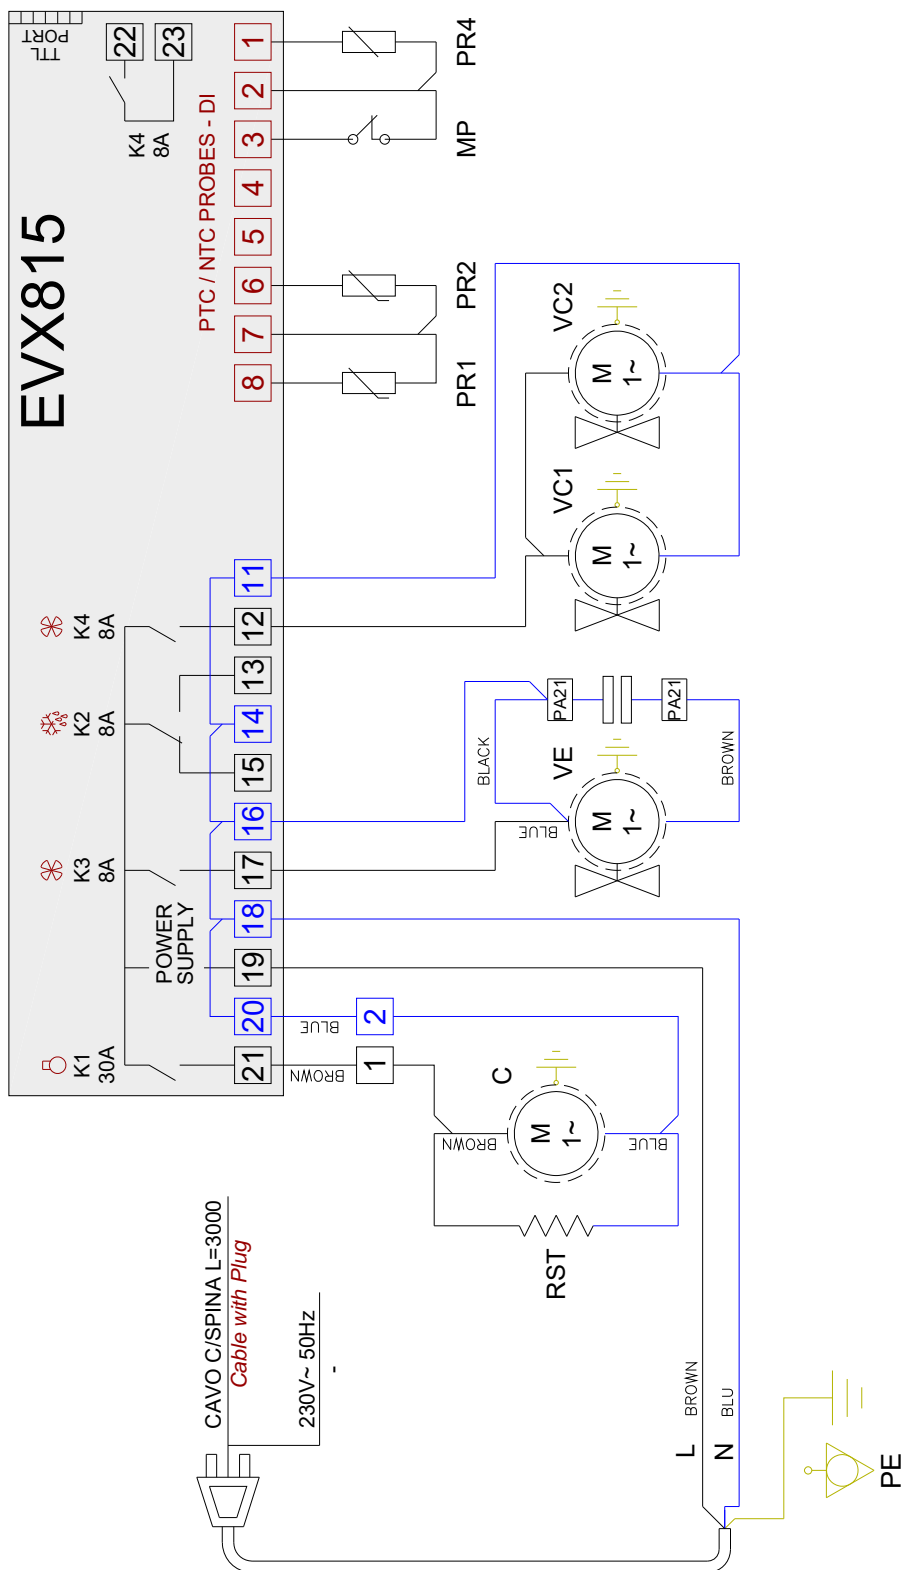 EVX815
TTL
PORT
22
23
K4
8A
PTC / NTC PROBES - DI
1
2
3
4
5
6
7
8
PR4
MP
PR2
PR1
K4
8A
K2
8A
K3
8A
POWER
SUPPLY
K1
30A
11
12
13
14
15
16
17
18
19
20
21
VC2
M
1~
VC1
M
1~
PA21
PA21
BLACK
BROWN
VE
BLUE
M
1~
BLUE
2
BROWN
1
C
M
1~
BROWN
BLUE
RST
CAVO C/SPINA L=3000
Cable with Plug
230V~ 50Hz
-
L
BROWN
N
BLU
PE